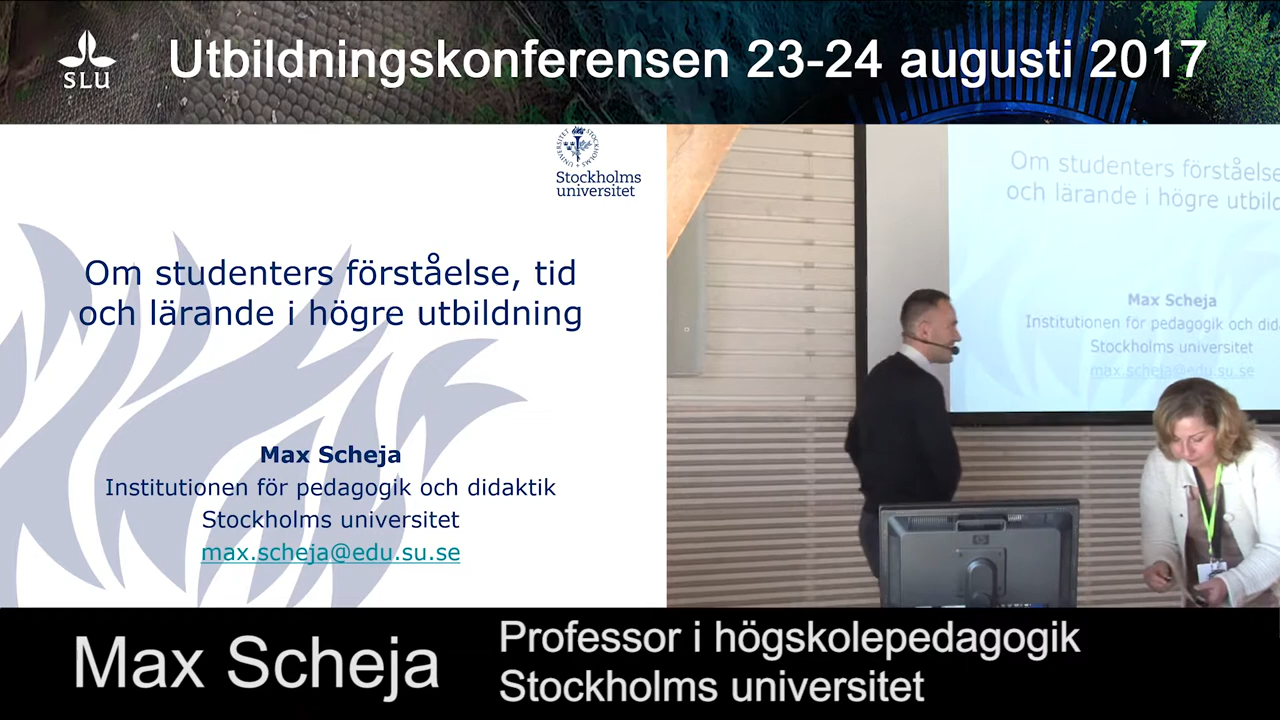 SLU
Utbildningskonferensen 23-24 augusti 2017
Stockholms
universitet
Om studenters förståelse, tid
och lärande i högre utbildning
Max Scheja
Institutionen för pedagogik och didaktik
Stockholms universitet
max.scheja@edu.su.se
Om studenters förståelse
och lärande i högre utbild
Max Scheja
Institutionen för pedagogik och dida
Stockholms universitet
max.scheja@edu.su.se
Max Scheja
Professor i högskolepedagogik
Stockholms universitet